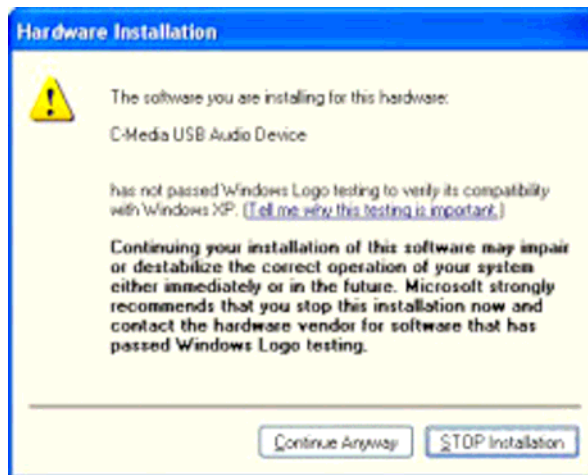 Hardware Installation
The software you are installing for this hardware:
C-Media USB Audio Device
has not passed Windows Logo testing to verify its compatibility
with Windows XP. (Tell me why this testing is important.)
Continuing your installation of this software may impair
or destabilize the correct operation of your system
either immediately or in the future. Microsoft strongly
recommends that you stop this installation now and
contact the hardware vendor for software that has
passed Windows Logo testing.
Continue Anyway
STOP Installation